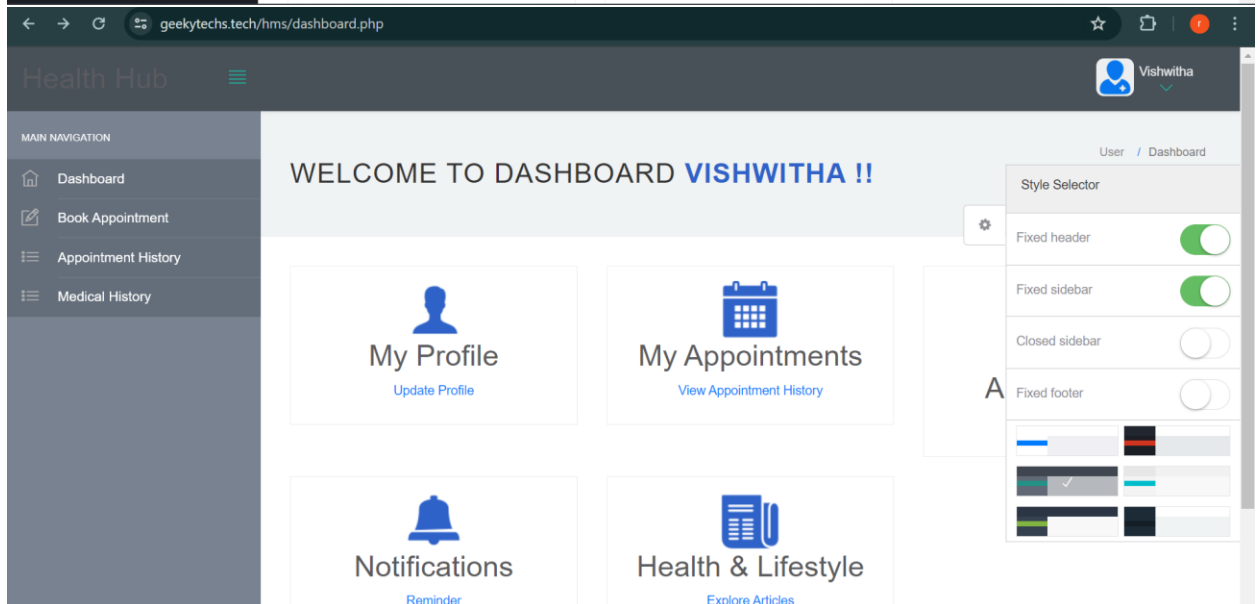 geekytechs.tech/hms/dashboard.php
r
Health Hub
Vishwitha
MAIN NAVIGATION
Dashboard
Book Appointment
Appointment History
Medical History
User / Dashboard
WELCOME TO DASHBOARD VISHWITHA !!
Style Selector
Fixed header
Fixed sidebar
Closed sidebar
Fixed footer
My Profile
Update Profile
My Appointments
View Appointment History
A
Notifications
Reminder
Health & Lifestyle
Explore Articles